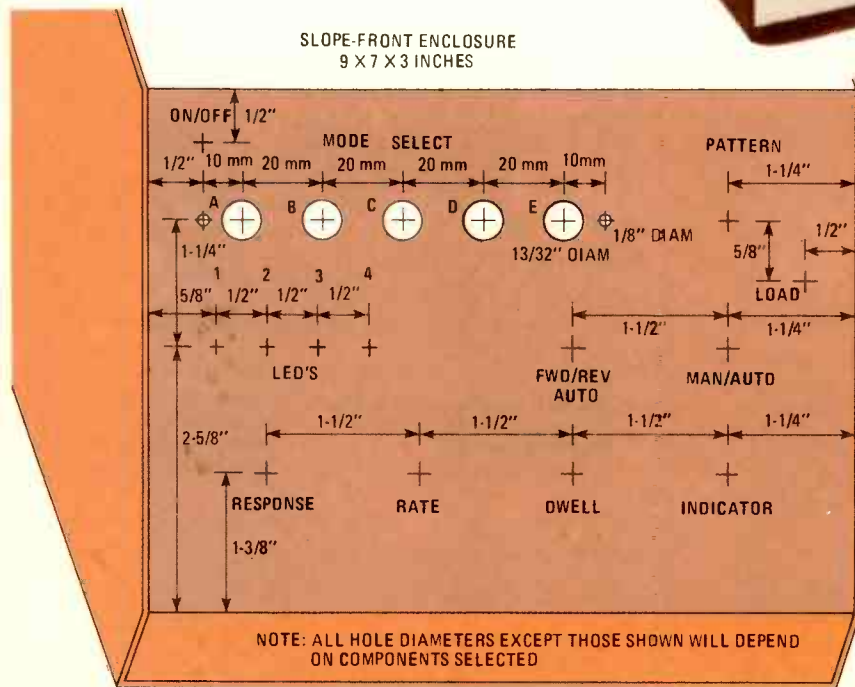 SLOPE-FRONT ENCLOSURE
9 X 7 X 3 INCHES
ON/OFF 1/2"
MODE SELECT PATTERN
1/2" 10 mm 20 mm 20 mm 20 mm 20 mm 10mm 1-1/4"
A B C D E
1/8" DIAM 5/8" 1/2"
1-1/4" 13/32" DIAM
LOAD
1 2 3 4
5/8" 1/2" 1/2" 1/2"
1-1/2" 1-1/4"
LED'S FWD/REV MAN/AUTO
AUTO
2-5/8" 1-1/2" 1-1/2" 1-1/2" 1-1/4"
RESPONSE RATE DWELL INDICATOR
1-3/8"
NOTE: ALL HOLE DIAMETERS EXCEPT THOSE SHOWN WILL DEPEND
ON COMPONENTS SELECTED